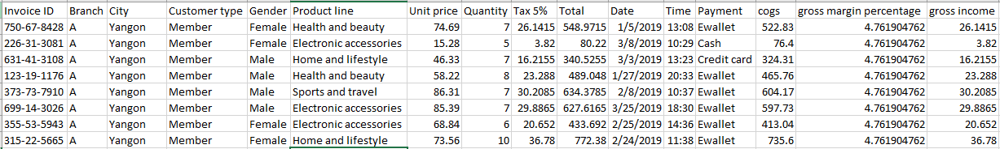 Invoice ID Branch City Customer type Gender Product line Unit price Quantity Tax 5% Total Date Time Payment cogs gross margin percentage gross income
750-67-8428 A Yangon Member Female Health and beauty 74.69 7 26.1415 548.9715 1/5/2019 13:08 Ewallet 522.83 4.761904762 26.1415
226-31-3081 A Yangon Member Female Electronic accessories 15.28 5 3.82 80.22 3/8/2019 10:29 Cash 76.4 4.761904762 3.82
631-41-3108 A Yangon Member Male Home and lifestyle 46.33 7 16.2155 340.5255 3/3/2019 13:23 Credit card 324.31 4.761904762 16.2155
123-19-1176 A Yangon Member Male Health and beauty 58.22 8 23.288 489.048 1/27/2019 20:33 Ewallet 465.76 4.761904762 23.288
373-73-7910 A Yangon Member Male Sports and travel 86.31 7 30.2085 634.3785 2/8/2019 10:37 Ewallet 604.17 4.761904762 30.2085
699-14-3026 A Yangon Member Male Electronic accessories 85.39 7 29.8865 627.6165 3/25/2019 18:30 Ewallet 597.73 4.761904762 29.8865
355-53-5943 A Yangon Member Female Electronic accessories 68.84 6 20.652 433.692 2/25/2019 14:36 Ewallet 413.04 4.761904762 20.652
315-22-5665 A Yangon Member Female Home and lifestyle 73.56 10 36.78 772.38 2/24/2019 11:38 Ewallet 735.6 4.761904762 36.78